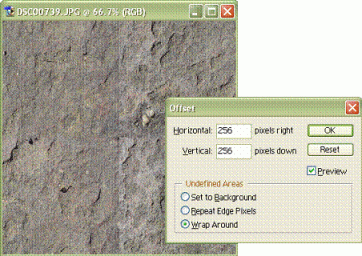 DSC00739.JPG @ 66.7% (RGB)
Offset
Horizontal: 256 pixels right
OK
Vertical: 256 pixels down
Reset
Preview
Undefined Areas
Set to Background
Repeat Edge Pixels
Wrap Around